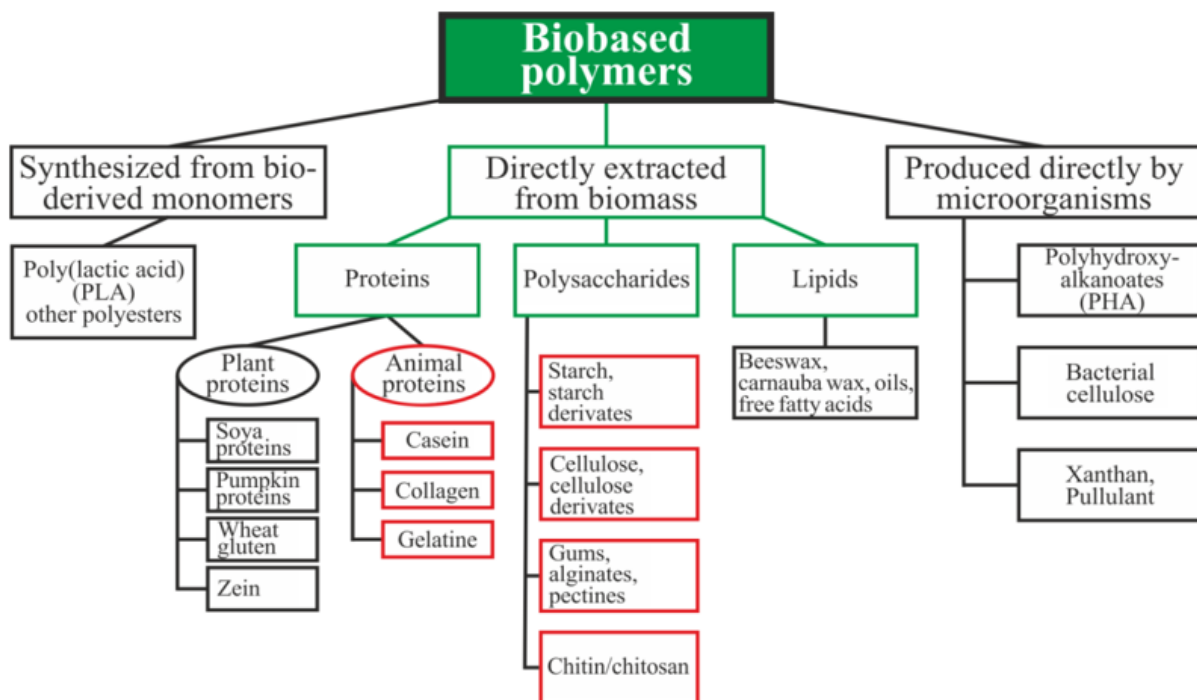 Biobased
polymers
Synthesized from bio-
derived monomers
Directly extracted
from biomass
Produced directly by
microorganisms
Poly(lactic acid)
(PLA)
other polyesters
Proteins
Polysaccharides
Lipids
Polyhydroxy-
alkanoates
(PHA)
Plant
proteins
Animal
proteins
Starch,
starch
derivates
Beeswax,
carnauba wax, oils,
free fatty acids
Bacterial
cellulose
Soya
proteins
Casein
Pumpkin
proteins
Collagen
Cellulose,
cellulose
derivates
Xanthan,
Pullulant
Wheat
gluten
Gelatine
Zein
Gums,
alginates,
pectines
Chitin/chitosan